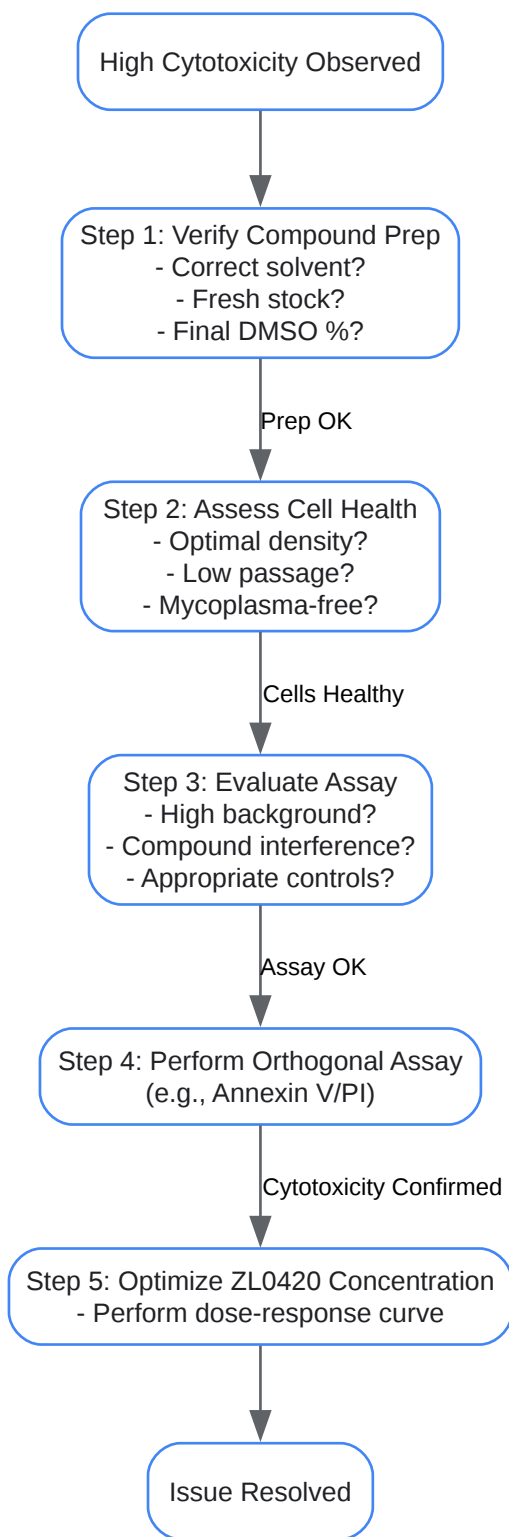 High Cytotoxicity Observed
Step 1: Verify Compound Prep
- Correct solvent?
- Fresh stock?
- Final DMSO %?
Prep OK
Step 2: Assess Cell Health
- Optimal density?
- Low passage?
- Mycoplasma-free?
Cells Healthy
Step 3: Evaluate Assay
- High background?
- Compound interference?
- Appropriate controls?
Assay OK
Step 4: Perform Orthogonal Assay
(e.g., Annexin V/PI)
Cytotoxicity Confirmed
Step 5: Optimize ZL0420 Concentration
- Perform dose-response curve
Issue Resolved